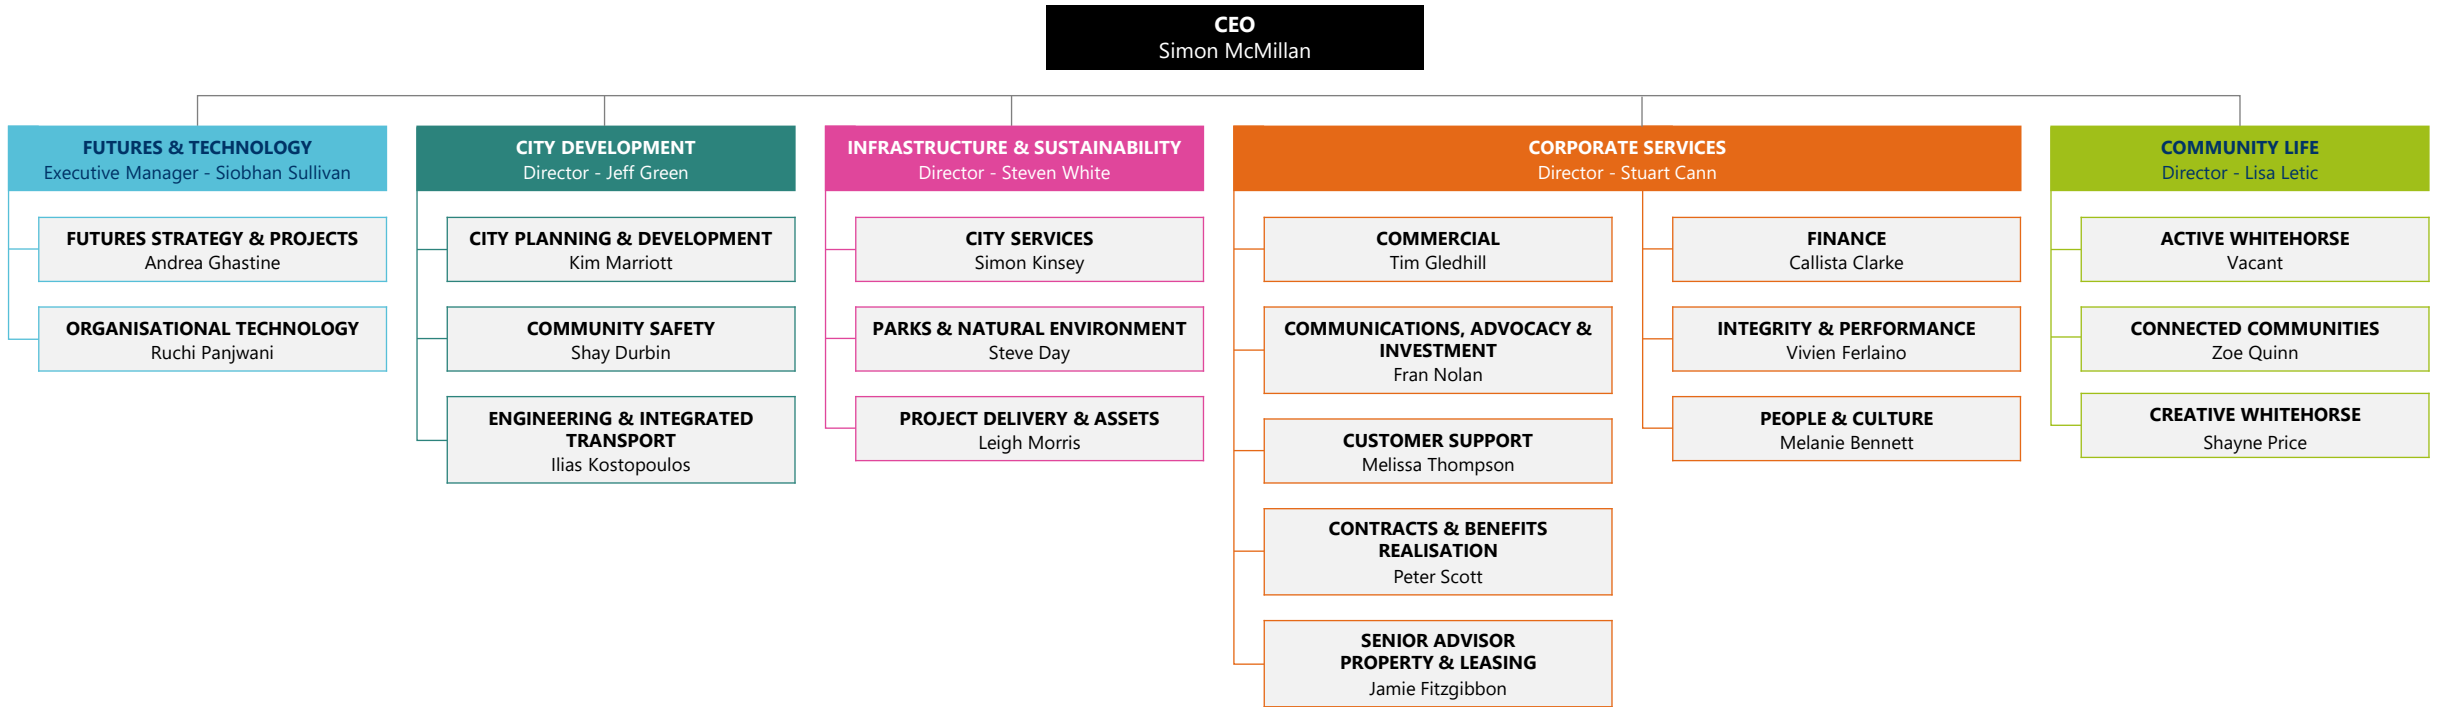 CEO
Simon McMillan
FUTURES & TECHNOLOGY
Executive Manager - Siobhan Sullivan
FUTURES STRATEGY & PROJECTS
Andrea Ghastine
ORGANISATIONAL TECHNOLOGY
Ruchi Panjwani
CITY DEVELOPMENT
Director - Jeff Green
CITY PLANNING & DEVELOPMENT
Kim Marriott
COMMUNITY SAFETY
Shay Durbin
ENGINEERING & INTEGRATED
TRANSPORT
Ilias Kostopoulos
INFRASTRUCTURE & SUSTAINABILITY
Director - Steven White
CITY SERVICES
Simon Kinsey
PARKS & NATURAL ENVIRONMENT
Steve Day
PROJECT DELIVERY & ASSETS
Leigh Morris
CORPORATE SERVICES
Director - Stuart Cann
COMMERCIAL
Tim Gledhill
COMMUNICATIONS, ADVOCACY &
INVESTMENT
Fran Nolan
CUSTOMER SUPPORT
Melissa Thompson
CONTRACTS & BENEFITS
REALISATION
Peter Scott
SENIOR ADVISOR
PROPERTY & LEASING
Jamie Fitzgibbon
FINANCE
Callista Clarke
INTEGRITY & PERFORMANCE
Vivien Ferlaino
PEOPLE & CULTURE
Melanie Bennett
COMMUNITY LIFE
Director - Lisa Letic
ACTIVE WHITEHORSE
Vacant
CONNECTED COMMUNITIES
Zoe Quinn
CREATIVE WHITEHORSE
Shayne Price